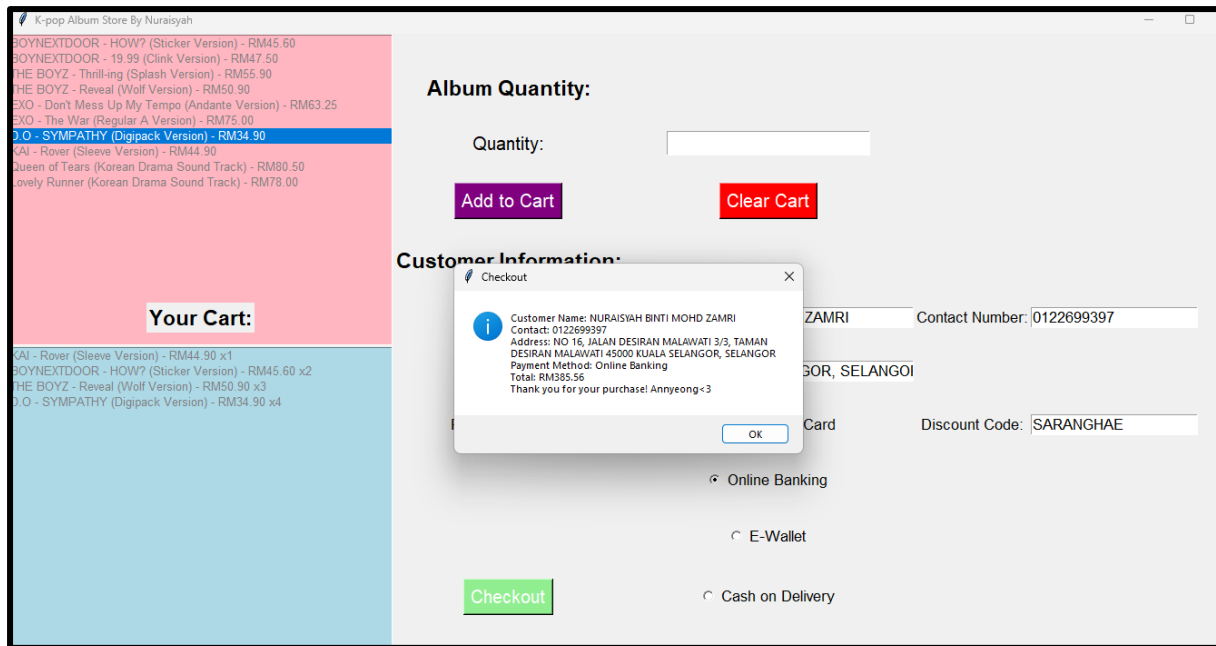 K-pop Album Store By Nuraisyah
BOYNEXTDOOR - HOW? (Sticker Version) - RM45.60
BOYNEXTDOOR - 19.99 (Clink Version) - RM47.50
THE BOYZ - Thrill-ing (Splash Version) - RM55.90
THE BOYZ - Reveal (Wolf Version) - RM50.90
EXO - Don't Mess Up My Tempo (Andante Version) - RM63.25
EXO - The War (Regular A Version) - RM75.00
D.O - SYMPATHY (Digipack Version) - RM34.90
KAI - Rover (Sleeve Version) - RM44.90
Queen of Tears (Korean Drama Sound Track) - RM80.50
Lovely Runner (Korean Drama Sound Track) - RM78.00
Your Cart:
KAI - Rover (Sleeve Version) - RM44.90 x1
BOYNEXTDOOR - HOW? (Sticker Version) - RM45.60 x2
THE BOYZ - Reveal (Wolf Version) - RM50.90 x3
D.O - SYMPATHY (Digipack Version) - RM34.90 x4
Album Quantity:
Quantity:
Add to Cart
Clear Cart
Customer Information:
Checkout
Customer Name: NURAISYAH BINTI MOHD ZAMRI
Contact: 0122699397
Address: NO 16, JALAN DESIRAN MALAWATI 3/3, TAMAN
DESIRAN MALAWATI 45000 KUALA SELANGOR, SELANGOR
Payment Method: Online Banking
Total: RM385.56
Thank you for your purchase! Annyeong<3
OK
ZAMRI
Contact Number: 0122699397
GOR, SELANGOR
Card
Discount Code: SARANGHAE
Online Banking
E-Wallet
Checkout
Cash on Delivery